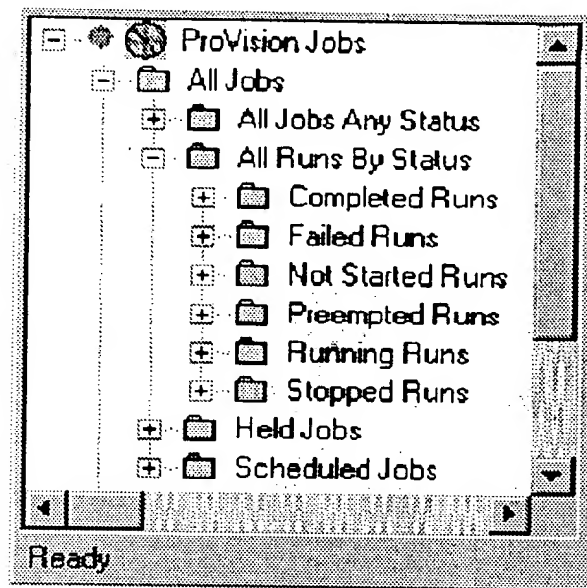 ProVision Jobs
All Jobs
All Jobs Any Status
All Runs By Status
Completed Runs
Failed Runs
Not Started Runs
Preempted Runs
Running Runs
Stopped Runs
Held Jobs
Scheduled Jobs
Ready